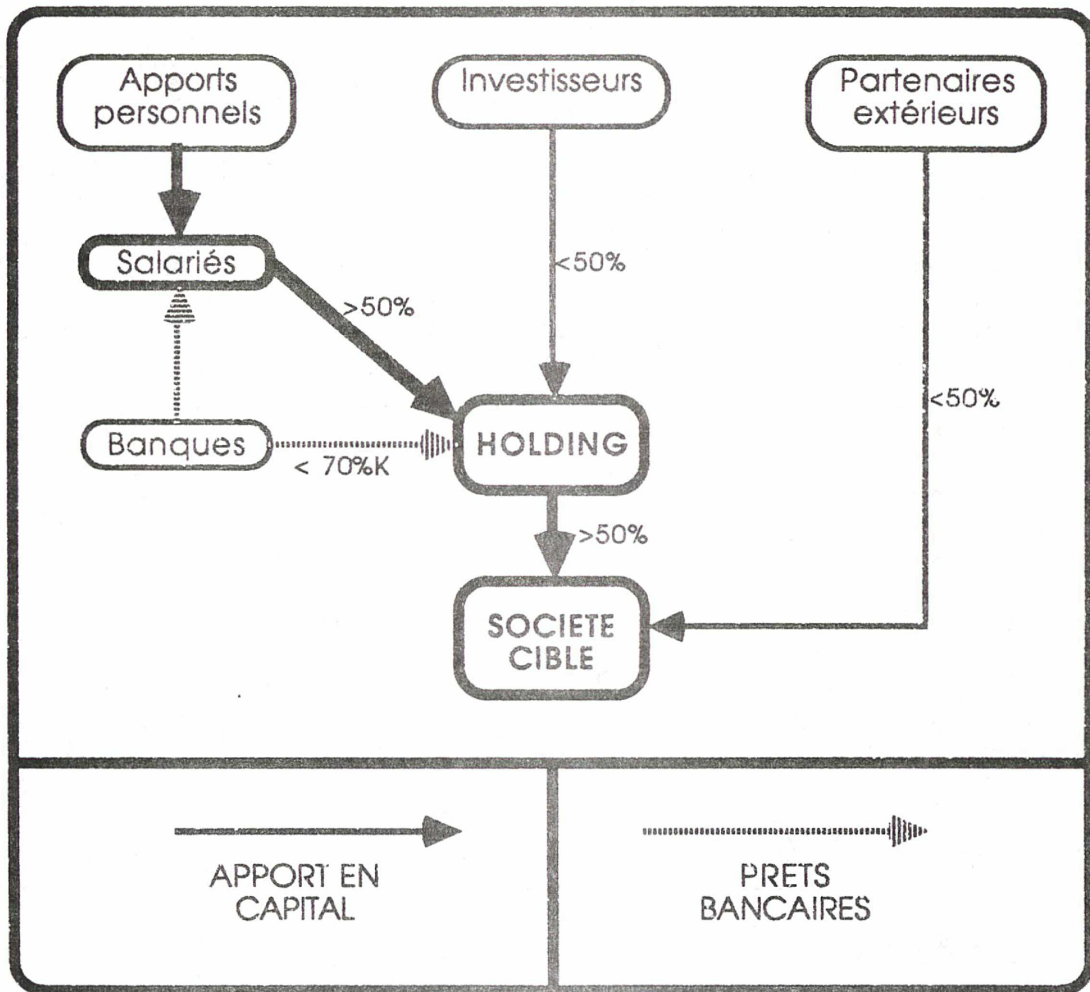 Apports
personnels
Investisseurs
Partenaires
extérieurs
Salariés
>50%
<50%
<50%
Banques
< 70%K
HOLDING
>50%
SOCIETE
CIBLE
APPORT EN
CAPITAL
PRETS
BANCAIRES